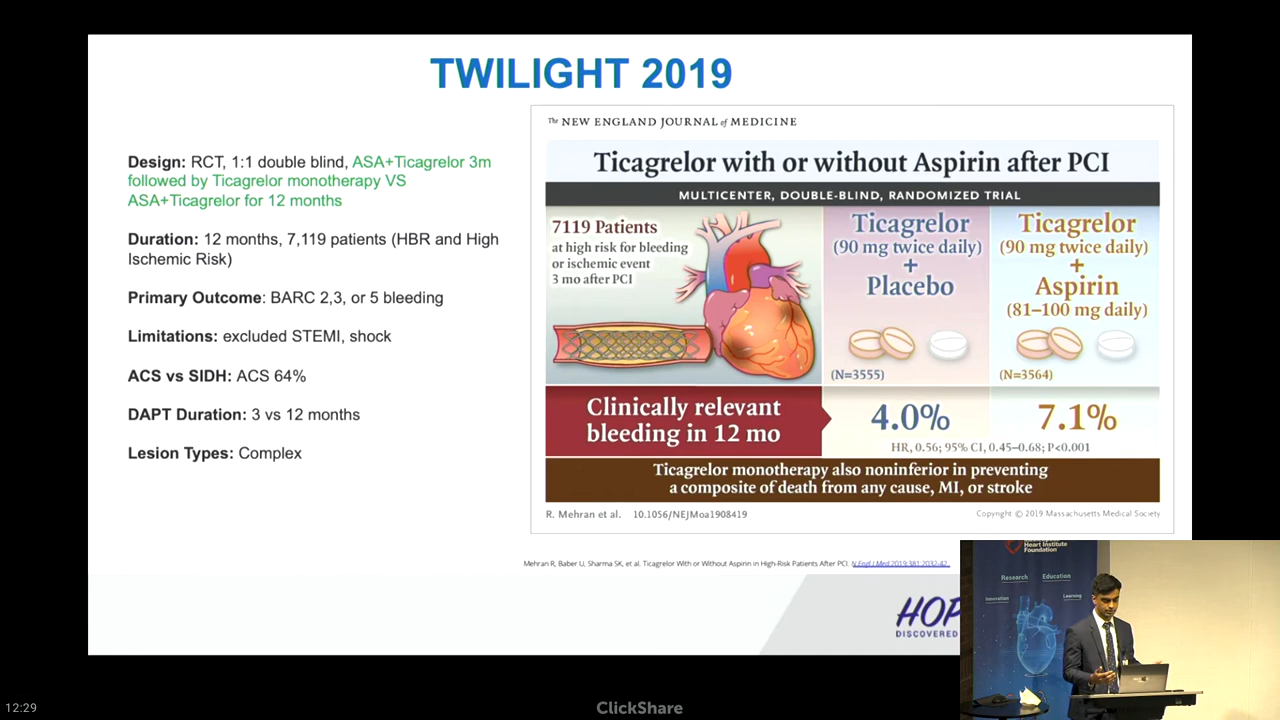 TWILIGHT 2019
Design: RCT, 1:1 double blind, ASA+Ticagrelor 3m
followed by Ticagrelor monotherapy VS
ASA+Ticagrelor for 12 months
Duration: 12 months, 7,119 patients (HBR and High
Ischemic Risk)
Primary Outcome: BARC 2,3, or 5 bleeding
Limitations: excluded STEMI, shock
ACS vs SIDH: ACS 64%
DAPT Duration: 3 vs 12 months
Lesion Types: Complex
The NEW ENGLAND JOURNAL of MEDICINE
Ticagrelor with or without Aspirin after PCI
MULTICENTER, DOUBLE-BLIND, RANDOMIZED TRIAL
7119 Patients
at high risk for bleeding
or ischemic event
3 mo after PCI
Ticagrelor
(90 mg twice daily)
+
Placebo
(N=3555)
Ticagrelor
(90 mg twice daily)
+
Aspirin
(81–100 mg daily)
(N=3564)
Clinically relevant
bleeding in 12 mo
4.0%
7.1%
HR, 0.56; 95% CI, 0.45–0.68; P<0.001
Ticagrelor monotherapy also noninferior in preventing
a composite of death from any cause, MI, or stroke
R. Mehran et al. 10.1056/NEJMoa1908419
Copyright © 2019 Massachusetts Medical Society
Mehran R, Baber U, Sharma SK, et al. Ticagrelor With or Without Aspirin in High-Risk Patients After PCI. N Engl J Med 2019;381:2032-42.
HOP
DISCOVERED
Heart Institute
Foundation
Research
Education
Innovation
Learning
12:29
ClickShare